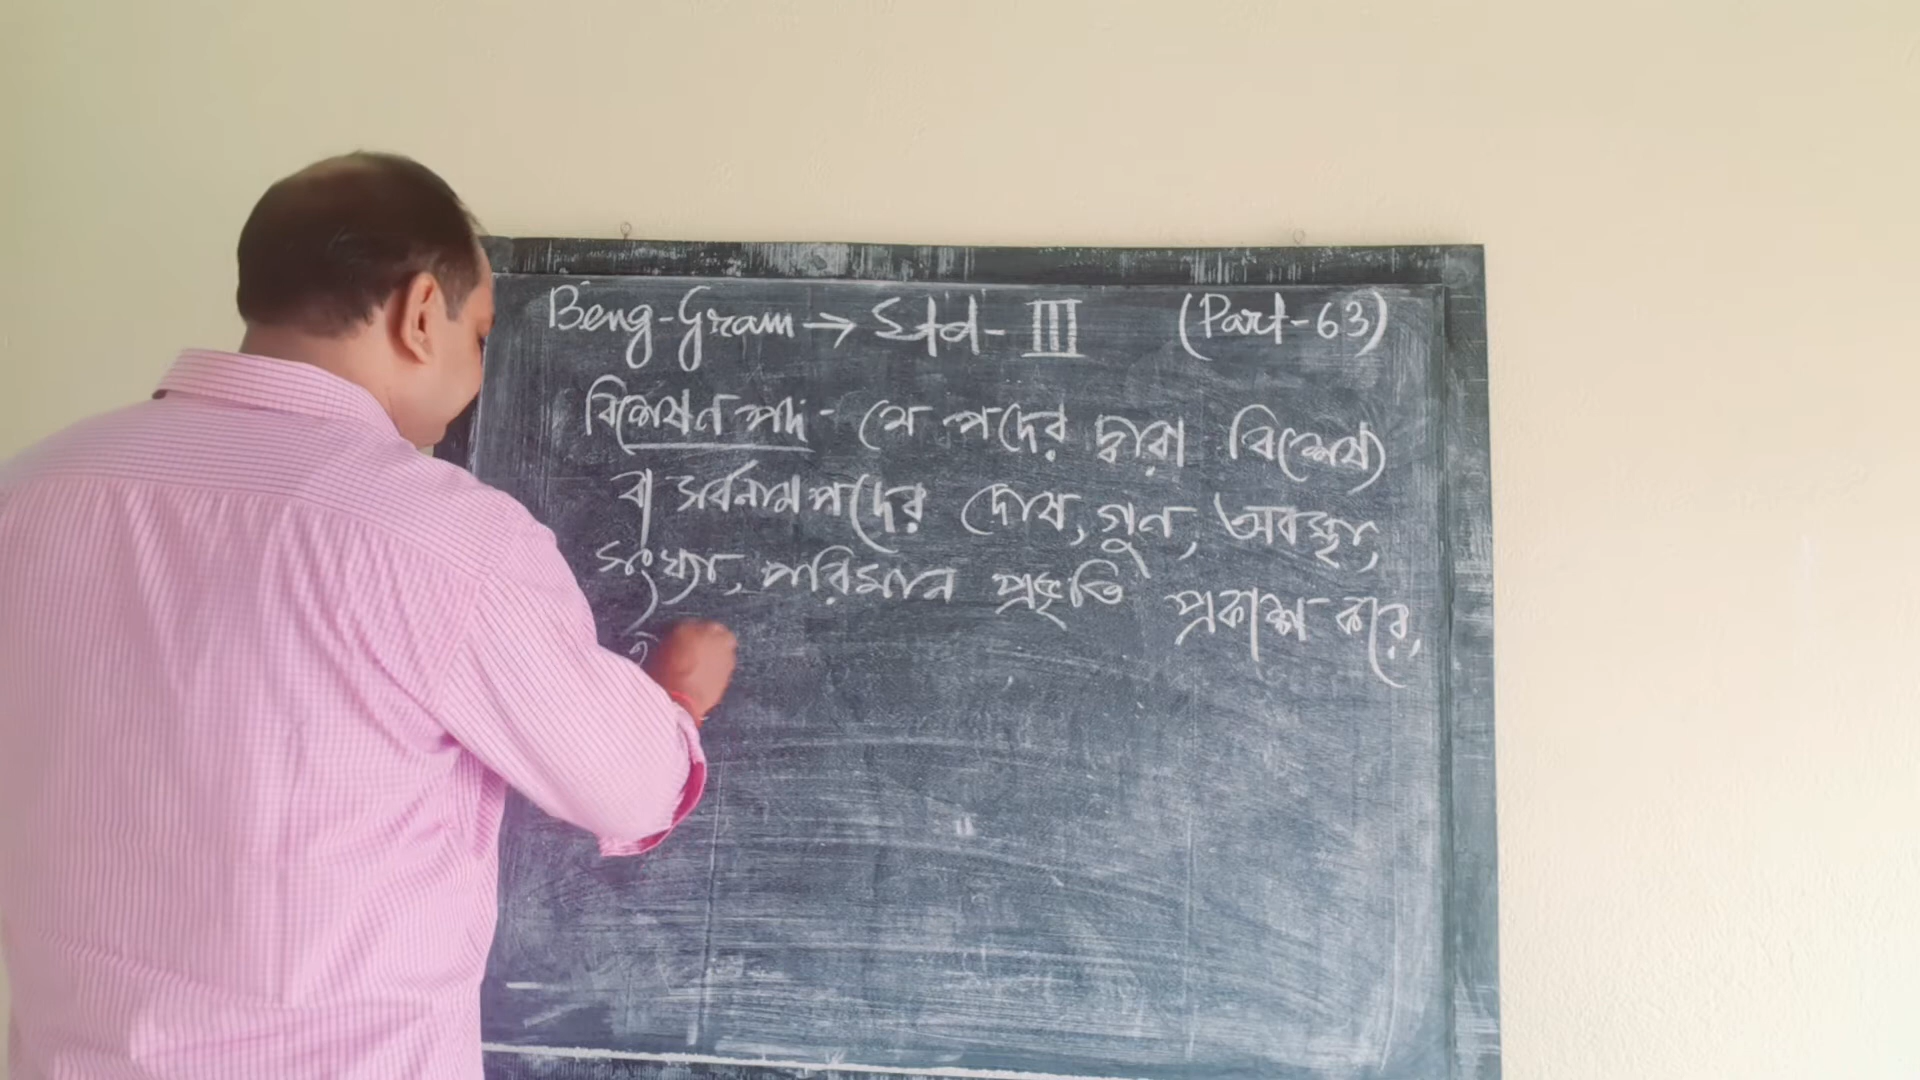 Beng-Gram → Std- III (Part-63)
বিশেষণ পদ - যে পদের দ্বারা বিশেষ্য
বা সর্বনাম পদের দোষ, গুন, অবস্থা,
সংখ্যা, পরিমান প্রভৃতি প্রকাশ করে,